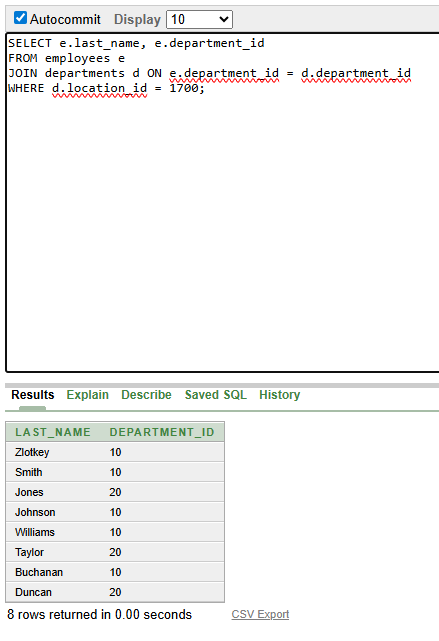 Autocommit Display 10
SELECT e.last_name, e.department_id
FROM employees e
JOIN departments d ON e.department_id = d.department_id
WHERE d.location_id = 1700;
Results Explain Describe Saved SQL History
LAST_NAME DEPARTMENT_ID
Zlotkey 10
Smith 10
Jones 20
Johnson 10
Williams 10
Taylor 20
Buchanan 10
Duncan 20
8 rows returned in 0.00 seconds CSV Export